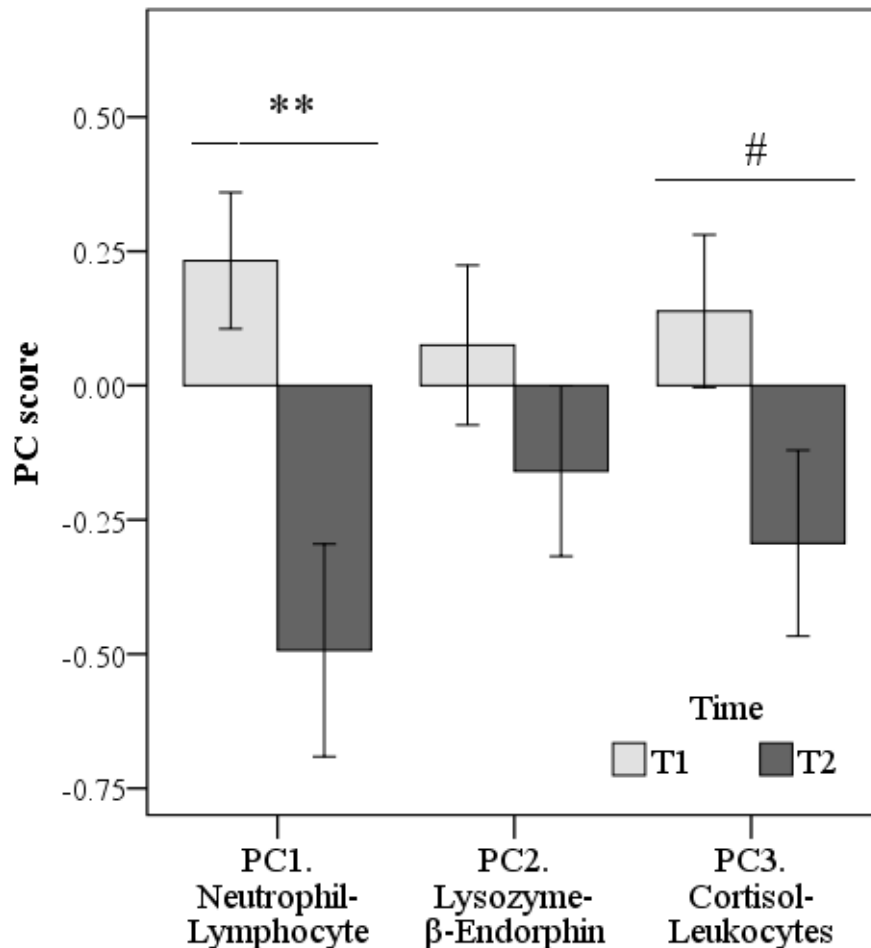 **
#
0.50
0.25
0.00
-0.25
-0.50
-0.75
PC score
Time
T1
T2
PC1.
Neutrophil-
Lymphocyte
PC2.
Lysozyme-
β-Endorphin
PC3.
Cortisol-
Leukocytes